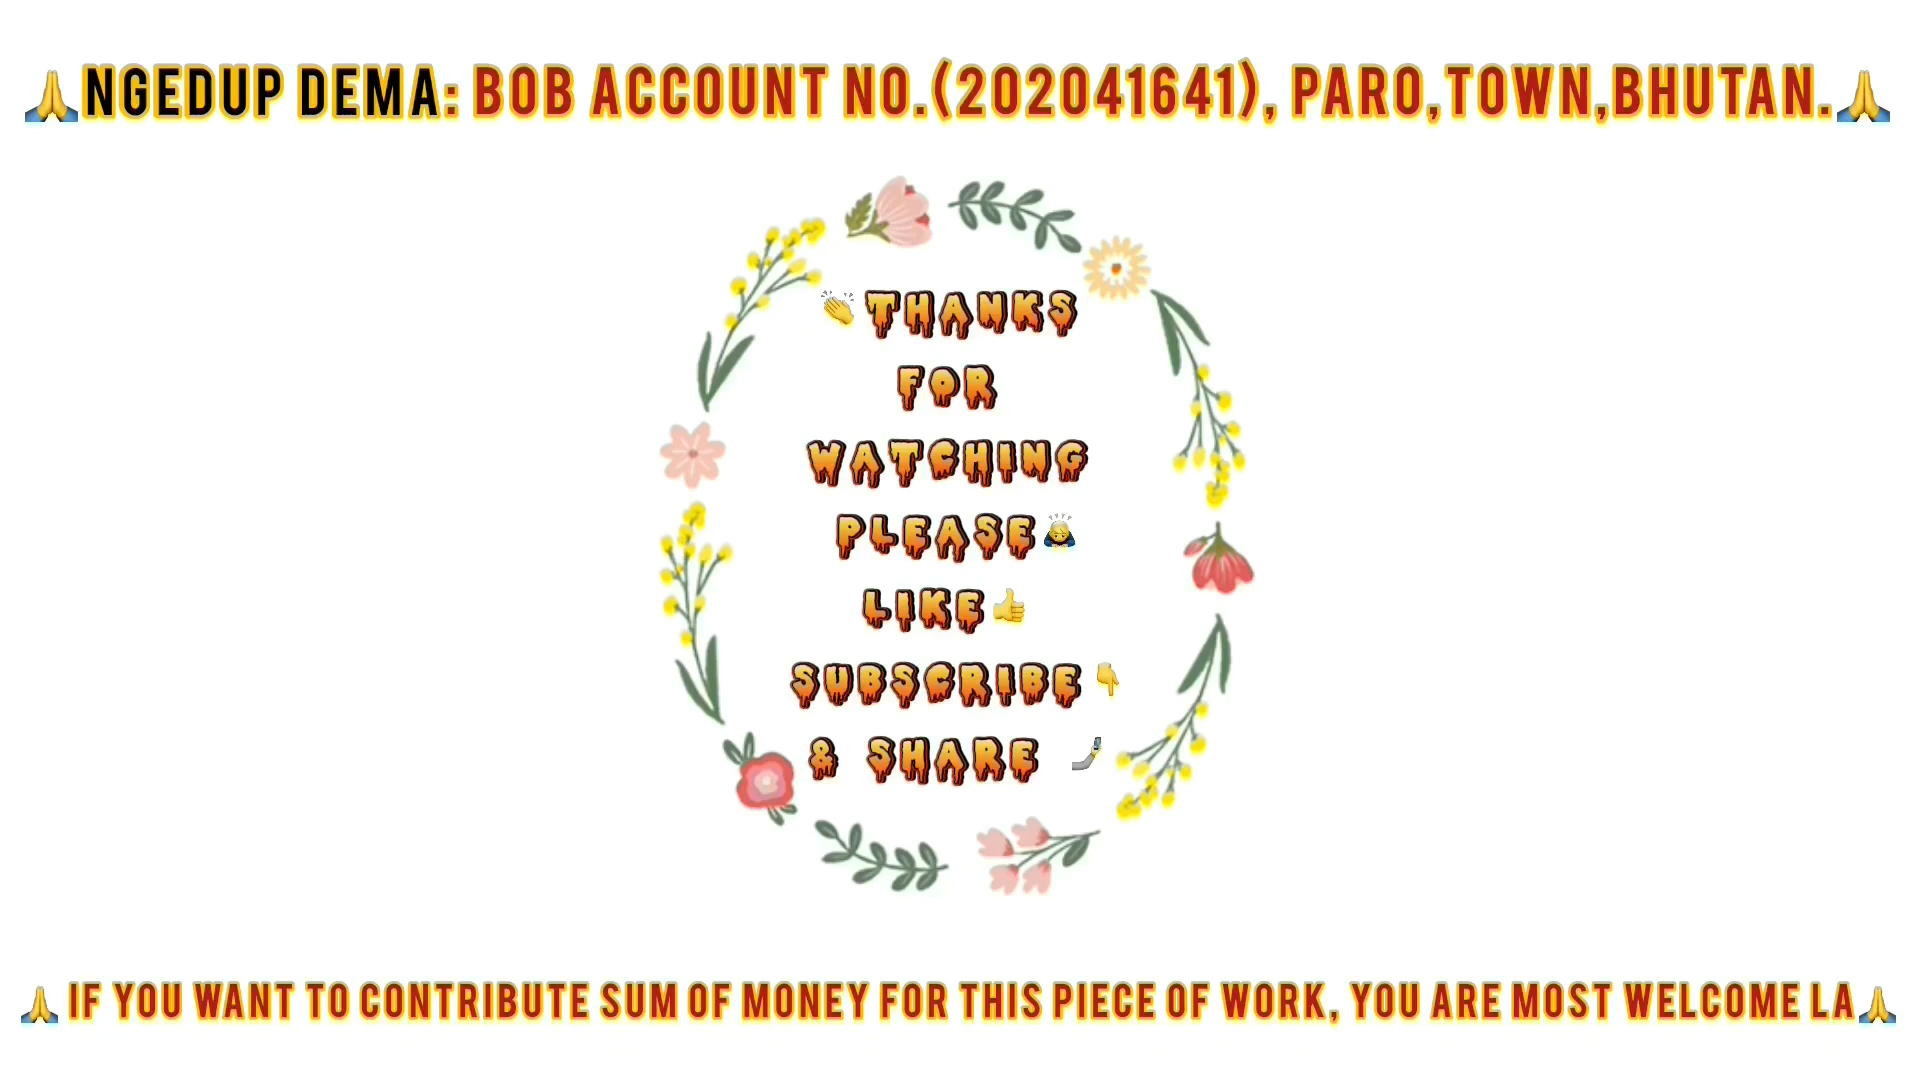 🙏NGEDUP DEMA: BOB ACCOUNT NO.(202041641), PARO,TOWN,BHUTAN.🙏
👏THANKS
FOR
WATCHING
PLEASE🙇
LIKE👍
SUBSCRIBE👇
& SHARE 🤳
🙏IF YOU WANT TO CONTRIBUTE SUM OF MONEY FOR THIS PIECE OF WORK, YOU ARE MOST WELCOME LA🙏